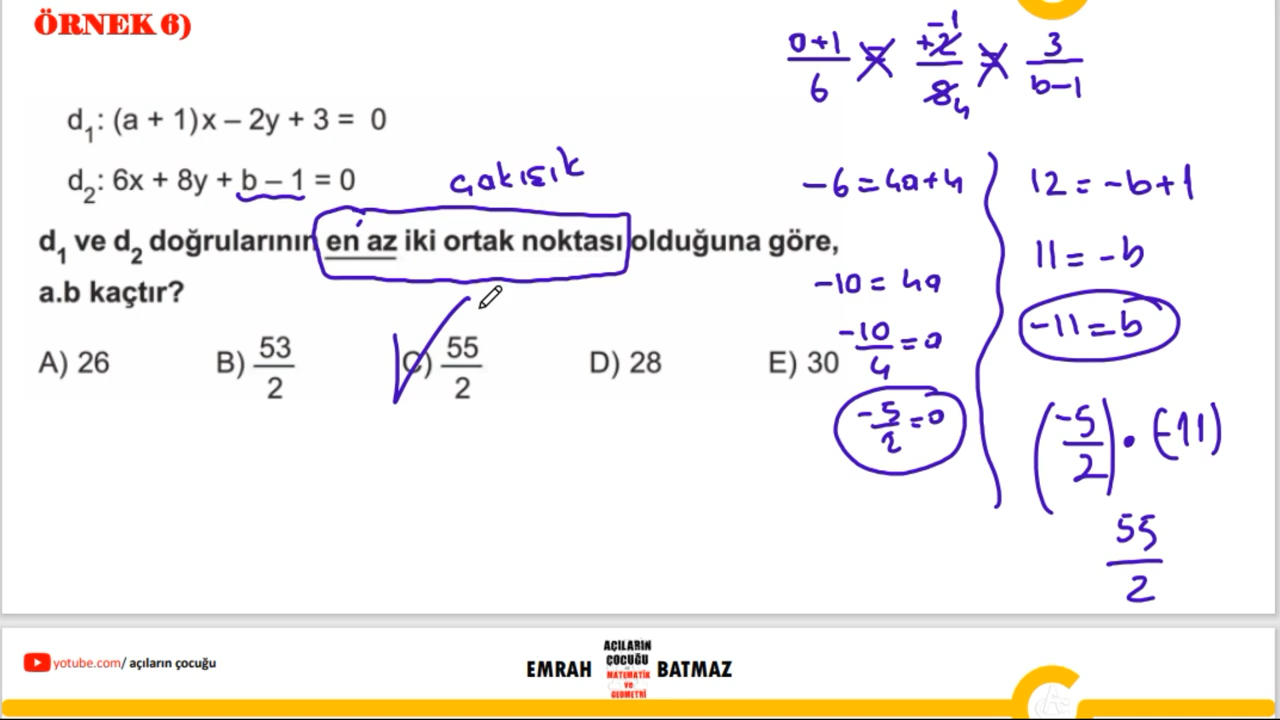 ÖRNEK 6)
d₁: (a + 1)x – 2y + 3 = 0
d₂: 6x + 8y + b – 1 = 0
çakışık
d₁ ve d₂ doğrularının en az iki ortak noktası olduğuna göre,
a.b kaçtır?
A) 26 B) 53/2 C) 55/2 D) 28 E) 30
a+1/6 = -1 +2/8 4 = 3/b-1
-6 = 4a+4
-10 = 4a
-10/4 = a
-5/2 = a
12 = -b+1
11 = -b
-11 = b
(-5/2) . (-11)
55/2
yotube.com/ açıların çocuğu
EMRAH
AÇILARIN
ÇOCUĞU
MATEMATİK
ve
GEOMETRİ
BATMAZ